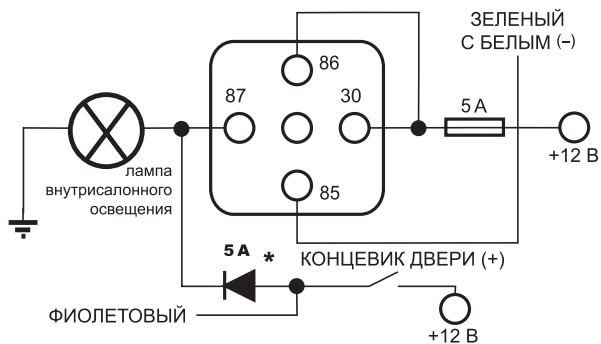 ЗЕЛЕНЫЙ
С БЕЛЫМ (–)
86
87
30
5 А
+12 В
лампа
внутрисалонного
освещения
85
5 А *
КОНЦЕВИК ДВЕРИ (+)
ФИОЛЕТОВЫЙ
+12 В